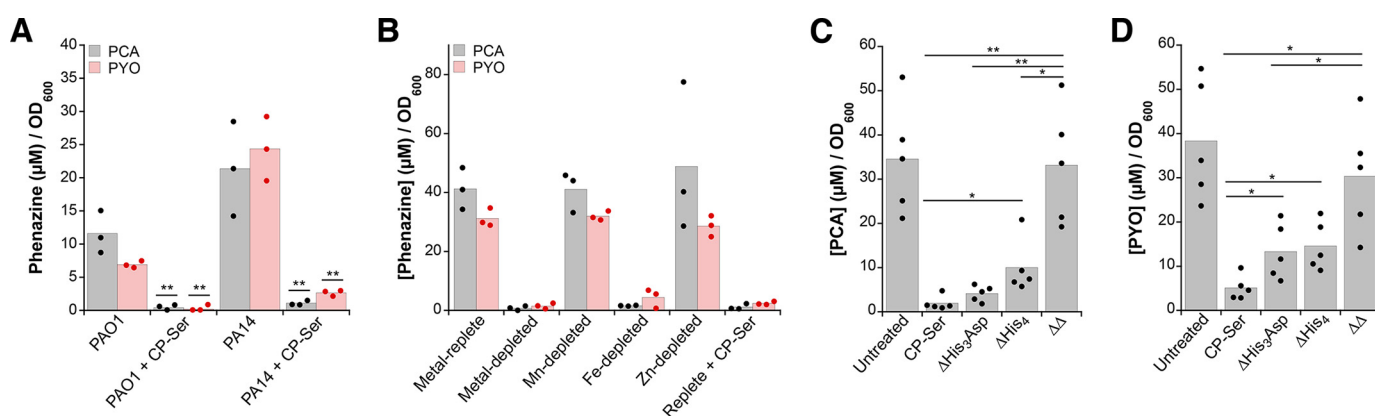 A
Phenazine (µM) / OD600
40
35
30
25
20
15
10
5
0
PCA
PYO
**
**
**
**
PAO1
PAO1 + CP-Ser
PA14
PA14 + CP-Ser
B
[Phenazine] (µM) / OD600
80
60
40
20
0
PCA
PYO
Metal-replete
Metal-depleted
Mn-depleted
Fe-depleted
Zn-depleted
Replete + CP-Ser
C
[PCA] (µM) / OD600
60
50
40
30
20
10
0
**
**
*
*
Untreated
CP-Ser
ΔHis3Asp
ΔHis4
ΔΔ
D
[PYO] (µM) / OD600
60
50
40
30
20
10
0
*
*
*
*
Untreated
CP-Ser
ΔHis3Asp
ΔHis4
ΔΔ